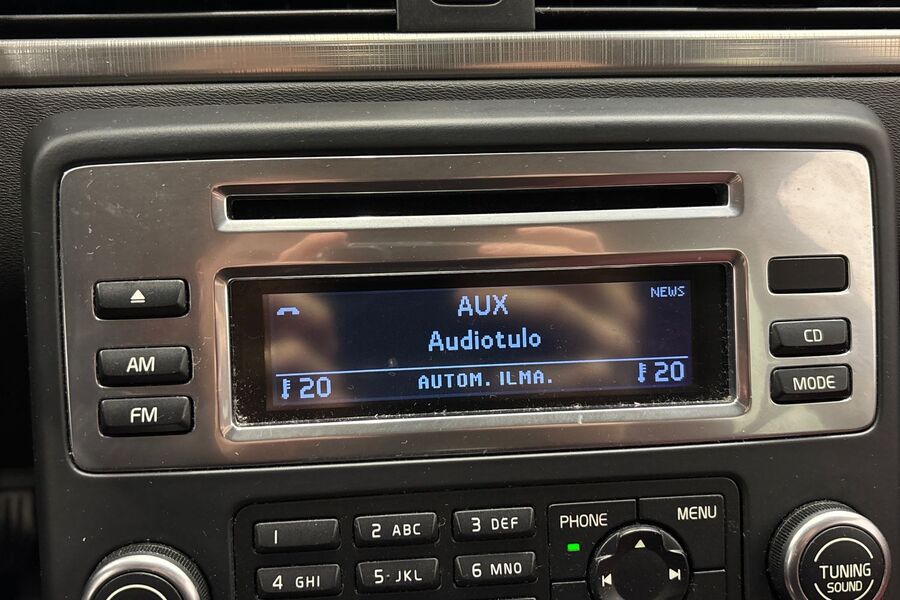 NEWS
AUX
Audiotulo
20 AUTOM. ILMA. 20
AM
FM
CD
MODE
1 2 ABC 3 DEF
4 GHI 5 JKL 6 MNO
PHONE MENU
TUNING
SOUND